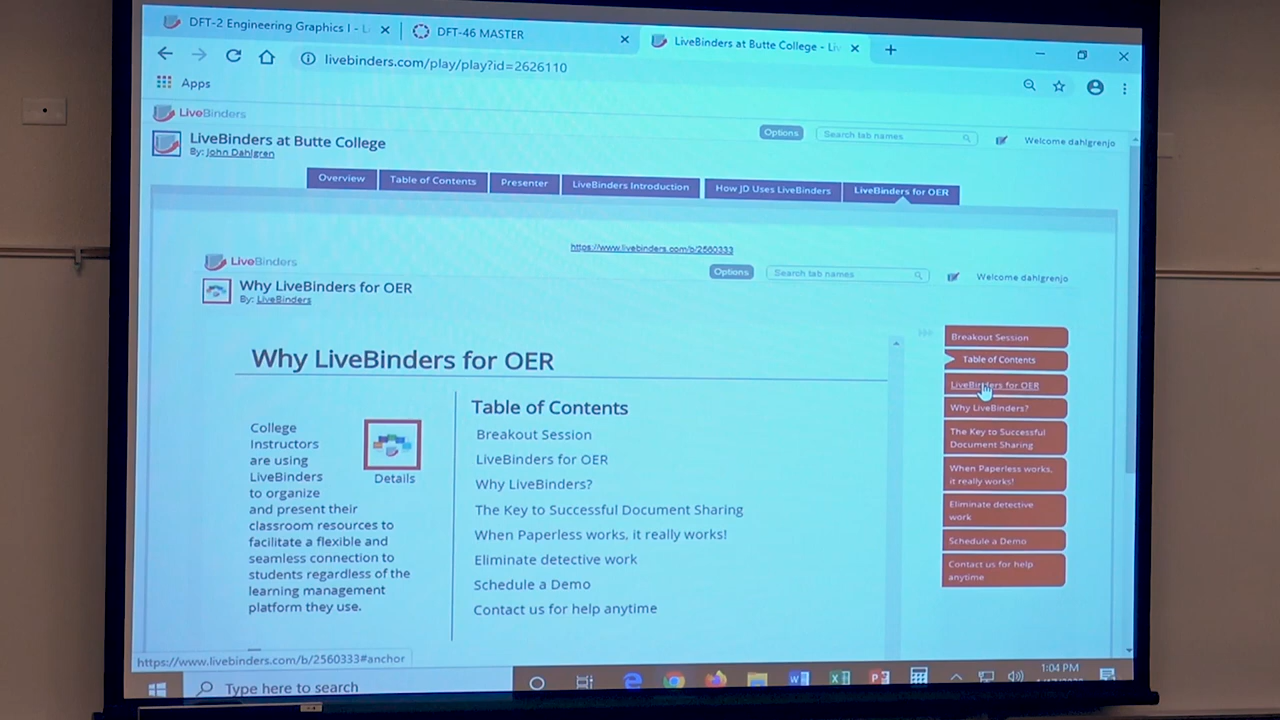 DFT-2 Engineering Graphics I - Li
DFT-46 MASTER
LiveBinders at Butte College - Liv
livebinders.com/play/play?id=2626110
Apps
LiveBinders
LiveBinders at Butte College
By: John Dahlgren
Options
Search tab names
Welcome dahlgrenjo
Overview
Table of Contents
Presenter
LiveBinders Introduction
How JD Uses LiveBinders
LiveBinders for OER
https://www.livebinders.com/b/2560333
LiveBinders
Options
Search tab names
Welcome dahlgrenjo
Why LiveBinders for OER
By: LiveBinders
Why LiveBinders for OER
College
Instructors
are using
LiveBinders
to organize
and present their
classroom resources to
facilitate a flexible and
seamless connection to
students regardless of the
learning management
platform they use.
Details
Table of Contents
Breakout Session
LiveBinders for OER
Why LiveBinders?
The Key to Successful Document Sharing
When Paperless works, it really works!
Eliminate detective work
Schedule a Demo
Contact us for help anytime
Breakout Session
Table of Contents
LiveBinders for OER
Why LiveBinders?
The Key to Successful
Document Sharing
When Paperless works,
it really works!
Eliminate detective
work
Schedule a Demo
Contact us for help
anytime
https://www.livebinders.com/b/2560333#anchor
Type here to search
1:04 PM